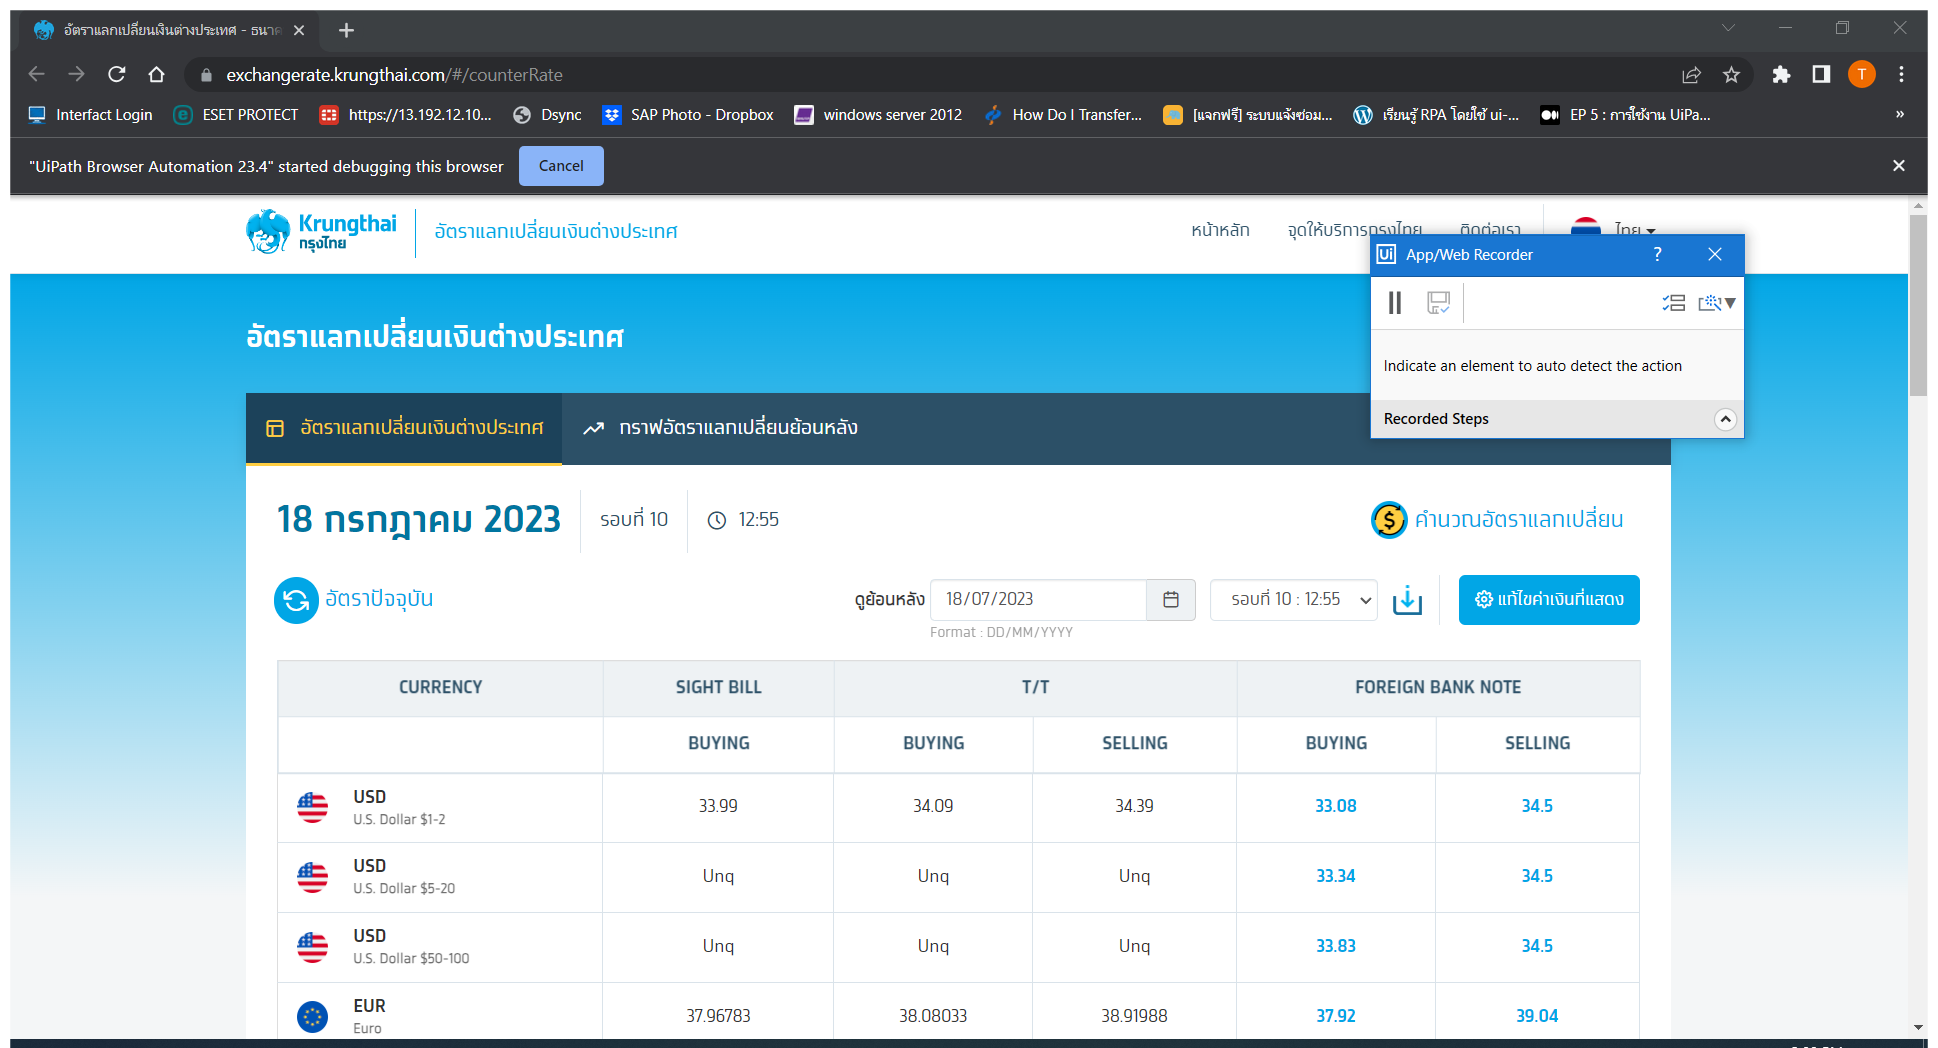 อัตราแลกเปลี่ยนเงินต่างประเทศ - ธนาค
exchangerate.krungthai.com/#/counterRate
T
Interfact Login ESET PROTECT https://13.192.12.10... Dsync SAP Photo - Dropbox windows server 2012 How Do I Transfer... [แจกฟรี] ระบบแจ้งซ่อม... เรียนรู้ RPA โดยใช้ ui-... EP 5 : การใช้งาน UiPa... »
"UiPath Browser Automation 23.4" started debugging this browser Cancel
Krungthai
กรุงไทย
อัตราแลกเปลี่ยนเงินต่างประเทศ
หน้าหลัก จุดให้บริการกรุงไทย ติดต่อเรา ไทย
Ui App/Web Recorder ?
Indicate an element to auto detect the action
Recorded Steps
อัตราแลกเปลี่ยนเงินต่างประเทศ
อัตราแลกเปลี่ยนเงินต่างประเทศ กราฟอัตราแลกเปลี่ยนย้อนหลัง
18 กรกฎาคม 2023 รอบที่ 10 12:55 คำนวณอัตราแลกเปลี่ยน
อัตราปัจจุบัน ดูย้อนหลัง 18/07/2023 รอบที่ 10 : 12:55 แก้ไขค่าเงินที่แสดง
Format : DD/MM/YYYY
CURRENCY SIGHT BILL T/T FOREIGN BANK NOTE
BUYING BUYING SELLING BUYING SELLING
USD
U.S. Dollar $1-2
33.99 34.09 34.39 33.08 34.5
USD
U.S. Dollar $5-20
Unq Unq Unq 33.34 34.5
USD
U.S. Dollar $50-100
Unq Unq Unq 33.83 34.5
EUR
Euro
37.96783 38.08033 38.91988 37.92 39.04